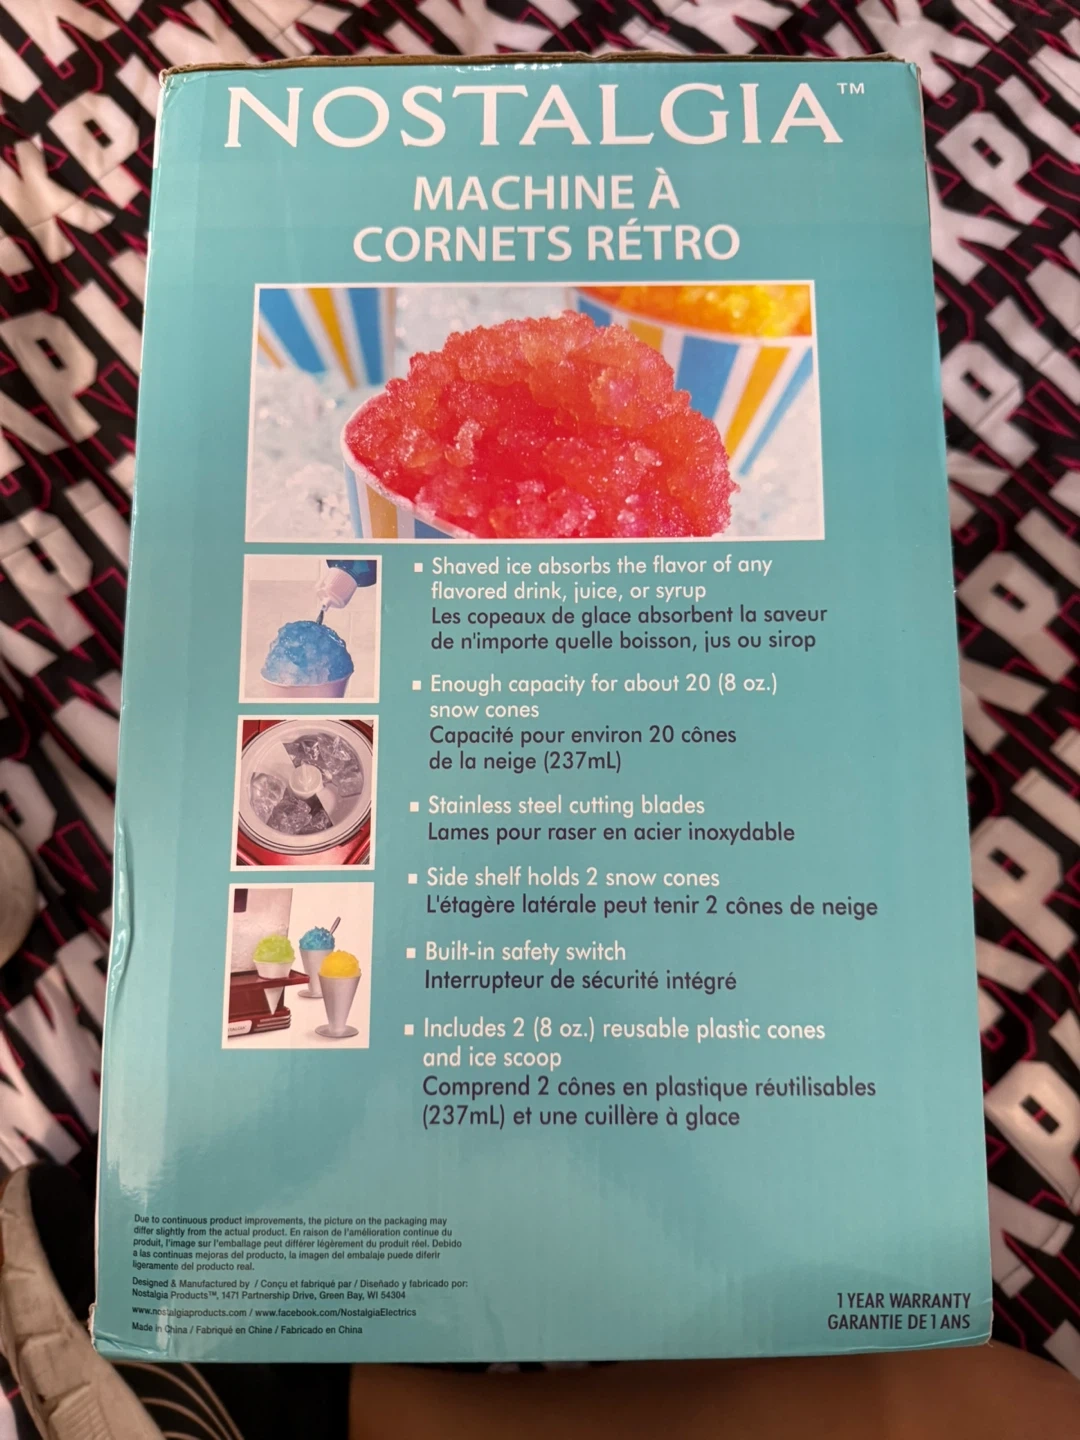 NOSTALGIA™
MACHINE À
CORNETS RÉTRO
▪ Shaved ice absorbs the flavor of any
flavored drink, juice, or syrup
Les copeaux de glace absorbent la saveur
de n'importe quelle boisson, jus ou sirop
▪ Enough capacity for about 20 (8 oz.)
snow cones
Capacité pour environ 20 cônes
de la neige (237mL)
▪ Stainless steel cutting blades
Lames pour raser en acier inoxydable
▪ Side shelf holds 2 snow cones
L'étagère latérale peut tenir 2 cônes de neige
▪ Built-in safety switch
Interrupteur de sécurité intégré
▪ Includes 2 (8 oz.) reusable plastic cones
and ice scoop
Comprend 2 cônes en plastique réutilisables
(237mL) et une cuillère à glace
Due to continuous product improvements, the picture on the packaging may
differ slightly from the actual product. En raison de l'amélioration continue du
produit, l'image sur l'emballage peut différer légèrement du produit réel. Debido
a las continuas mejoras del producto, la imagen del embalaje puede diferir
ligeramente del producto real.
Designed & Manufactured by / Conçu et fabriqué par / Diseñado y fabricado por:
Nostalgia Products™, 1471 Partnership Drive, Green Bay, WI 54304
www.nostalgiaproducts.com / www.facebook.com/NostalgiaElectrics
Made in China / Fabriqué en Chine / Fabricado en China
1 YEAR WARRANTY
GARANTIE DE 1 ANS